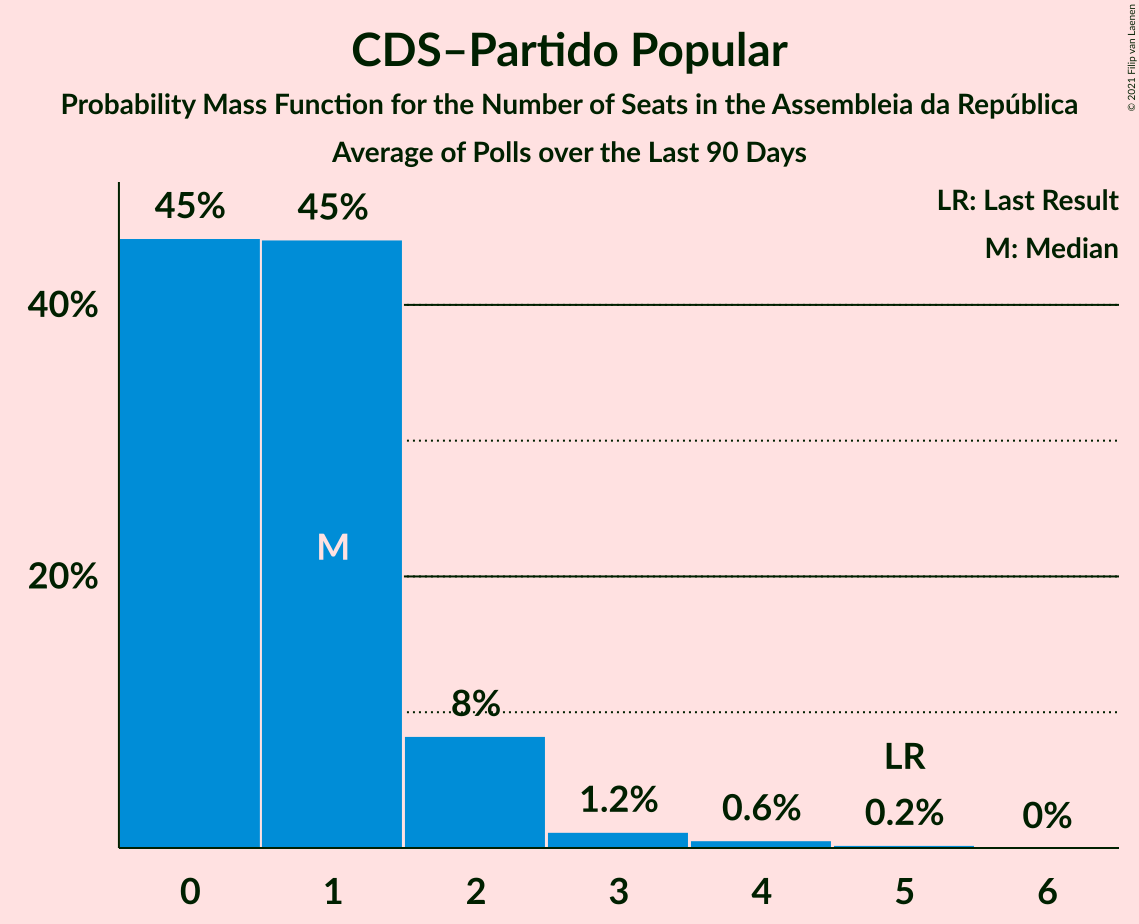 CDS–Partido Popular
Probability Mass Function for the Number of Seats in the Assembleia da República
Average of Polls over the Last 90 Days
© 2021 Filip van Laenen
LR: Last Result
M: Median
45%
45%
40%
M
20%
8%
LR
1.2%
0.6%
0.2%
0%
0 1 2 3 4 5 6